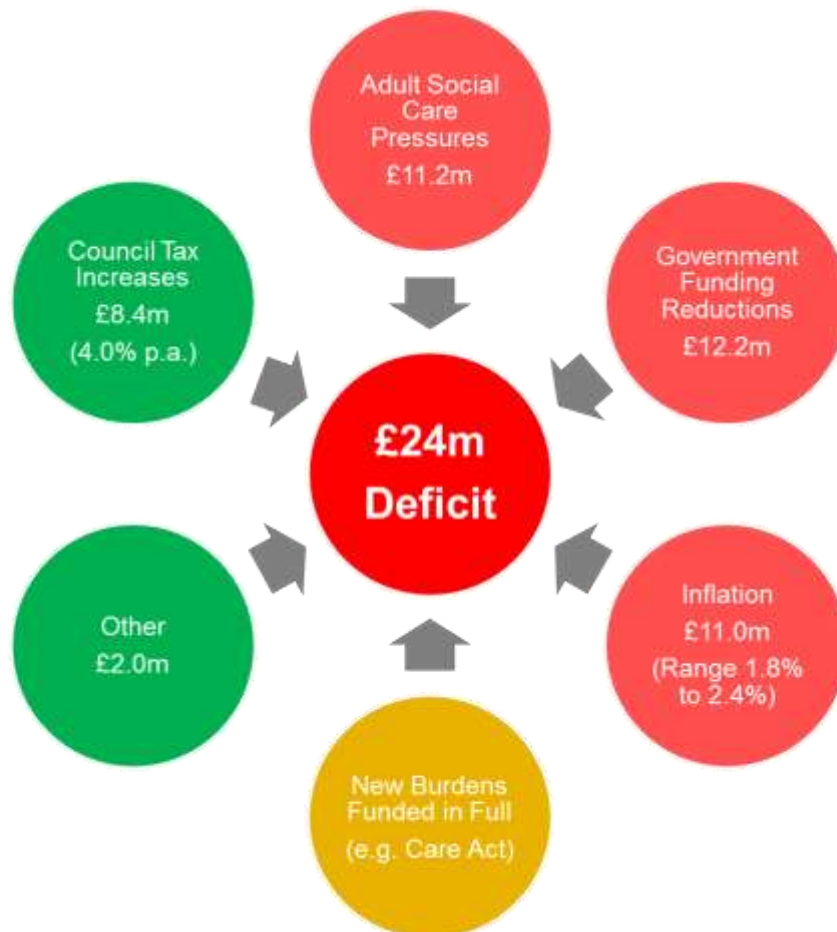 Adult Social
Care
Pressures
£11.2m
Government
Funding
Reductions
£12.2m
Inflation
£11.0m
(Range 1.8%
to 2.4%)
New Burdens
Funded in Full
(e.g. Care Act)
Other
£2.0m
Council Tax
Increases
£8.4m
(4.0% p.a.)
£24m
Deficit